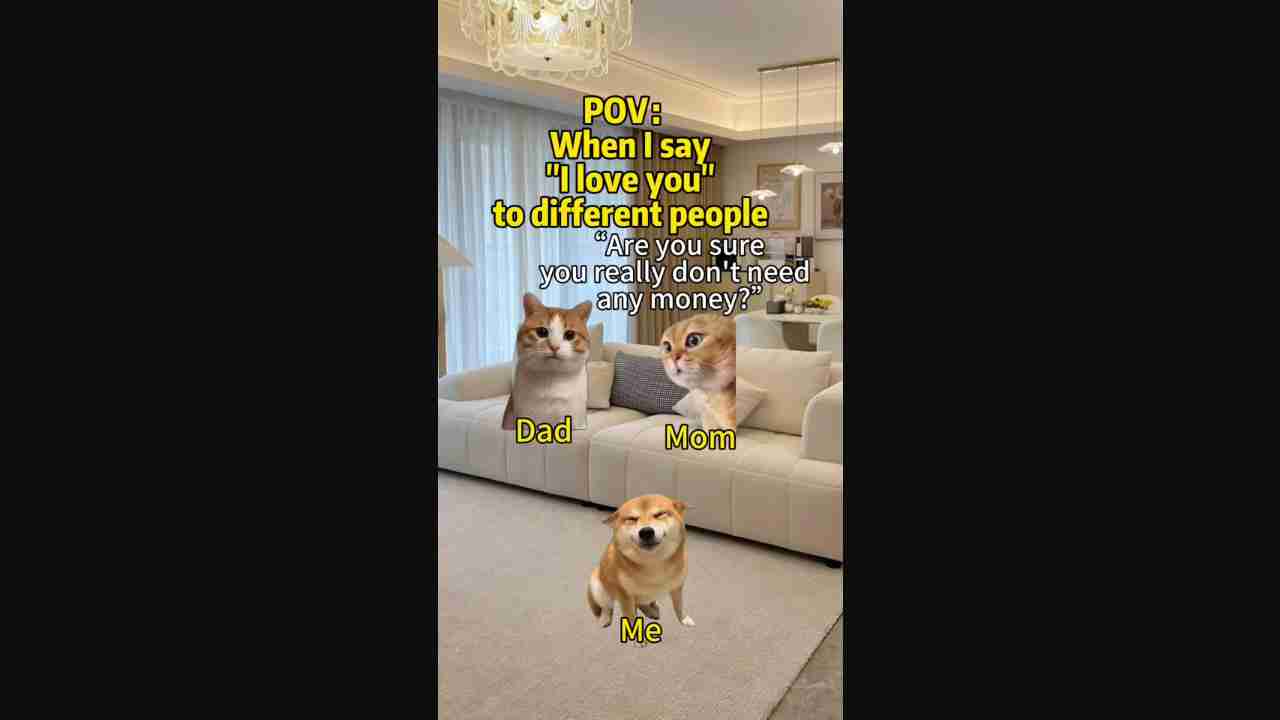 POV:
When I say
"I love you"
to different people
“Are you sure
you really don't need
any money?”
Dad
Mom
Me